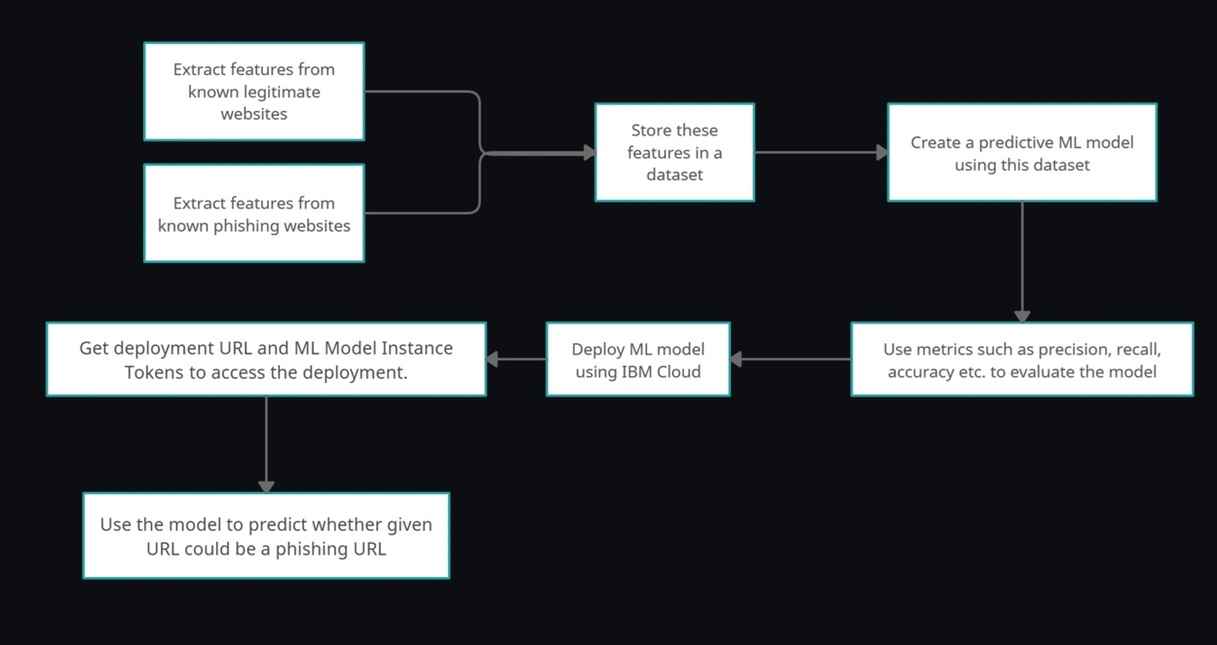 Extract features from
known legitimate
websites
Extract features from
known phishing websites
Store these
features in a
dataset
Create a predictive ML model
using this dataset
Use metrics such as precision, recall,
accuracy etc. to evaluate the model
Deploy ML model
using IBM Cloud
Get deployment URL and ML Model Instance
Tokens to access the deployment.
Use the model to predict whether given
URL could be a phishing URL